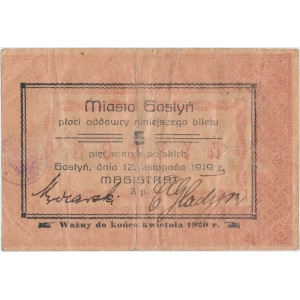 Miasto Gostyń
płaci oddawcy niniejszego biletu
5
pięć marek polskich
Gostyń, dnia 12. listopada 1919 r.
MAGISTRAT
z p.
Ważny do końca kwietnia 1920 r.